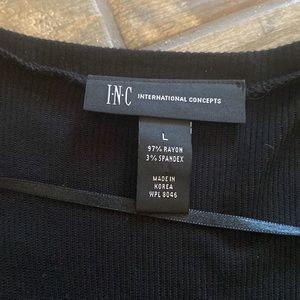 I·N·C INTERNATIONAL CONCEPTS
L
97% RAYON
3% SPANDEX
MADE IN
KOREA
WPL 8046